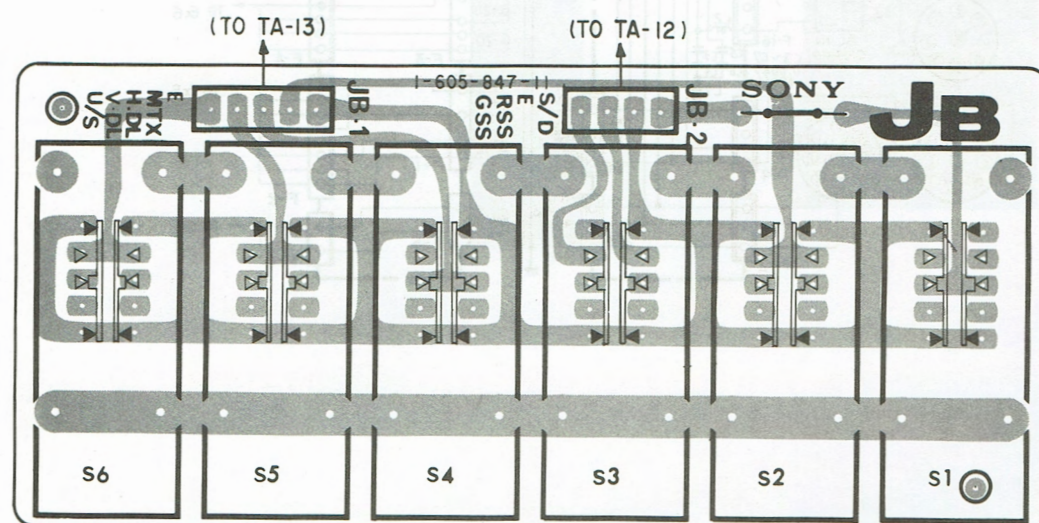 (TO TA-13)
(TO TA-12)
1-605-847-11
SONY
JB
E
MTX
H.DL
V.DL
U/S
JB-1
S/D
E
RSS
GSS
JB-2
S6
S5
S4
S3
S2
S1